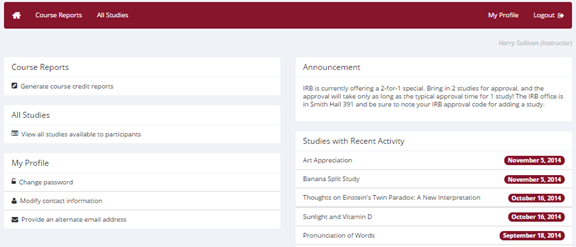 Course Reports All Studies My Profile Logout
Harry Sullivan (Instructor)
Course Reports
Generate course credit reports
All Studies
View all studies available to participants
My Profile
Change password
Modify contact information
Provide an alternate email address
Announcement
IRB is currently offering a 2-for-1 special. Bring in 2 studies for approval, and the
approval will take only as long as the typical approval time for 1 study! The IRB office is
in Smith Hall 391 and be sure to note your IRB approval code for adding a study.
Studies with Recent Activity
Art Appreciation November 5, 2014
Banana Split Study November 5, 2014
Thoughts on Einstein's Twin Paradox: A New Interpretation October 16, 2014
Sunlight and Vitamin D October 16, 2014
Pronunciation of Words September 18, 2014